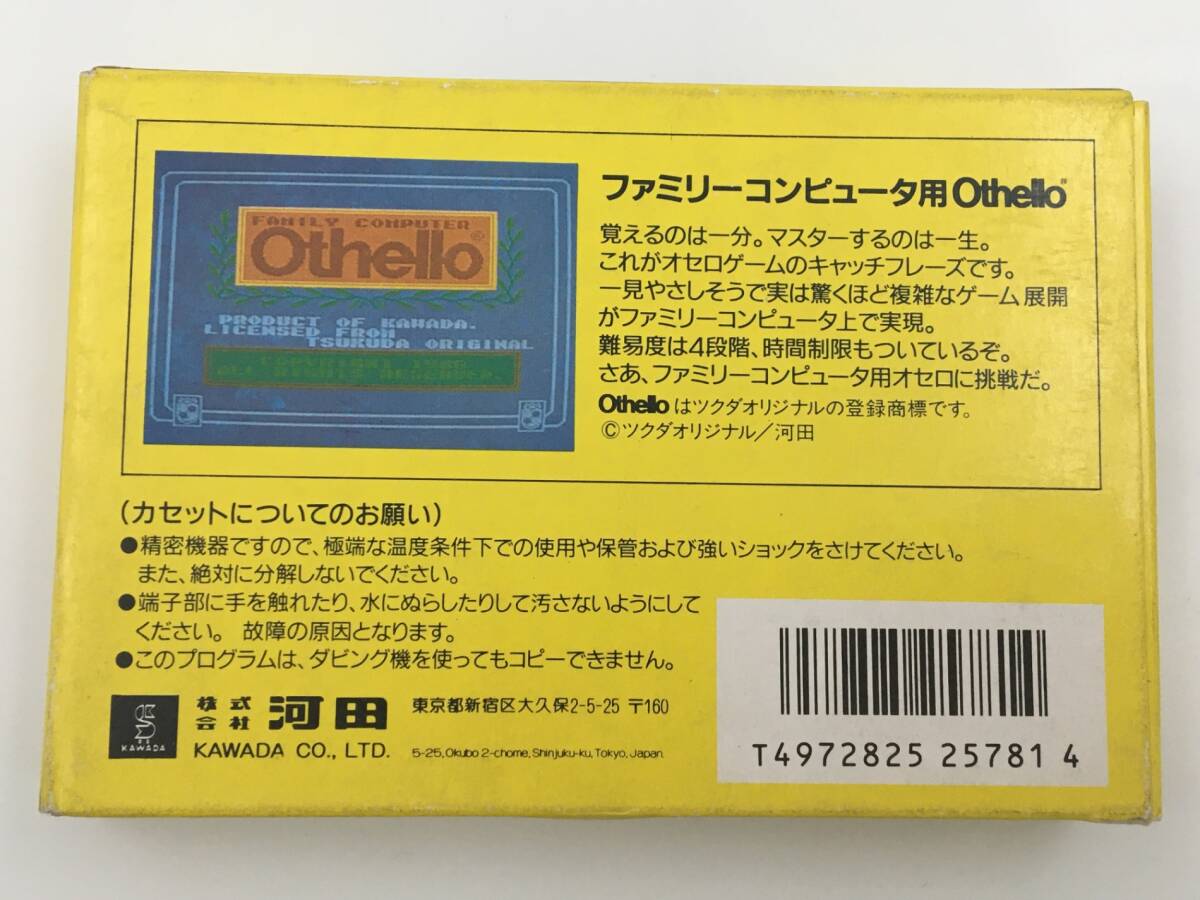 FAMILY COMPUTER
Othello®
PRODUCT OF KAWADA.
LICENSED FROM
TSUKUDA ORIGINAL
ALL RIGHTS RESERVED
ファミリーコンピュータ用Othello
覚えるのは一分。マスターするのは一生。
これがオセロゲームのキャッチフレーズです。
一見やさしそうで実は驚くほど複雑なゲーム展開
がファミリーコンピュータ上で実現。
難易度は4段階、時間制限もついているぞ。
さあ、ファミリーコンピュータ用オセロに挑戦だ。
Othelloはツクダオリジナルの登録商標です。
©ツクダオリジナル/河田
(カセットについてのお願い)
●精密機器ですので、極端な温度条件下での使用や保管および強いショックをさけてください。
また、絶対に分解しないでください。
●端子部に手を触れたり、水にぬらしたりして汚さないようにして
ください。 故障の原因となります。
●このプログラムは、ダビング機を使ってもコピーできません。
KAWADA
株式会社 河田 東京都新宿区大久保2-5-25 〒160
KAWADA CO., LTD. 5-25, Okubo 2-chome, Shinjuku-ku, Tokyo, Japan.
T4972825 25781 4